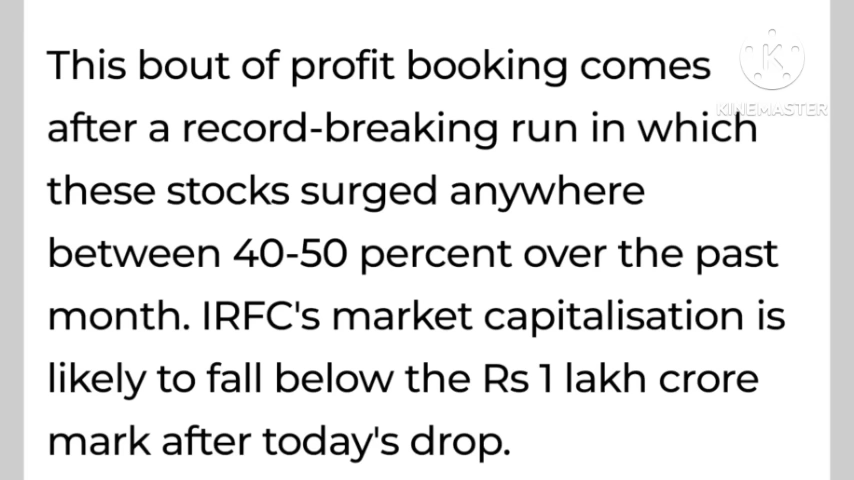 This bout of profit booking comes
after a record-breaking run in which
these stocks surged anywhere
between 40-50 percent over the past
month. IRFC's market capitalisation is
likely to fall below the Rs 1 lakh crore
mark after today's drop.
K
KINEMASTER